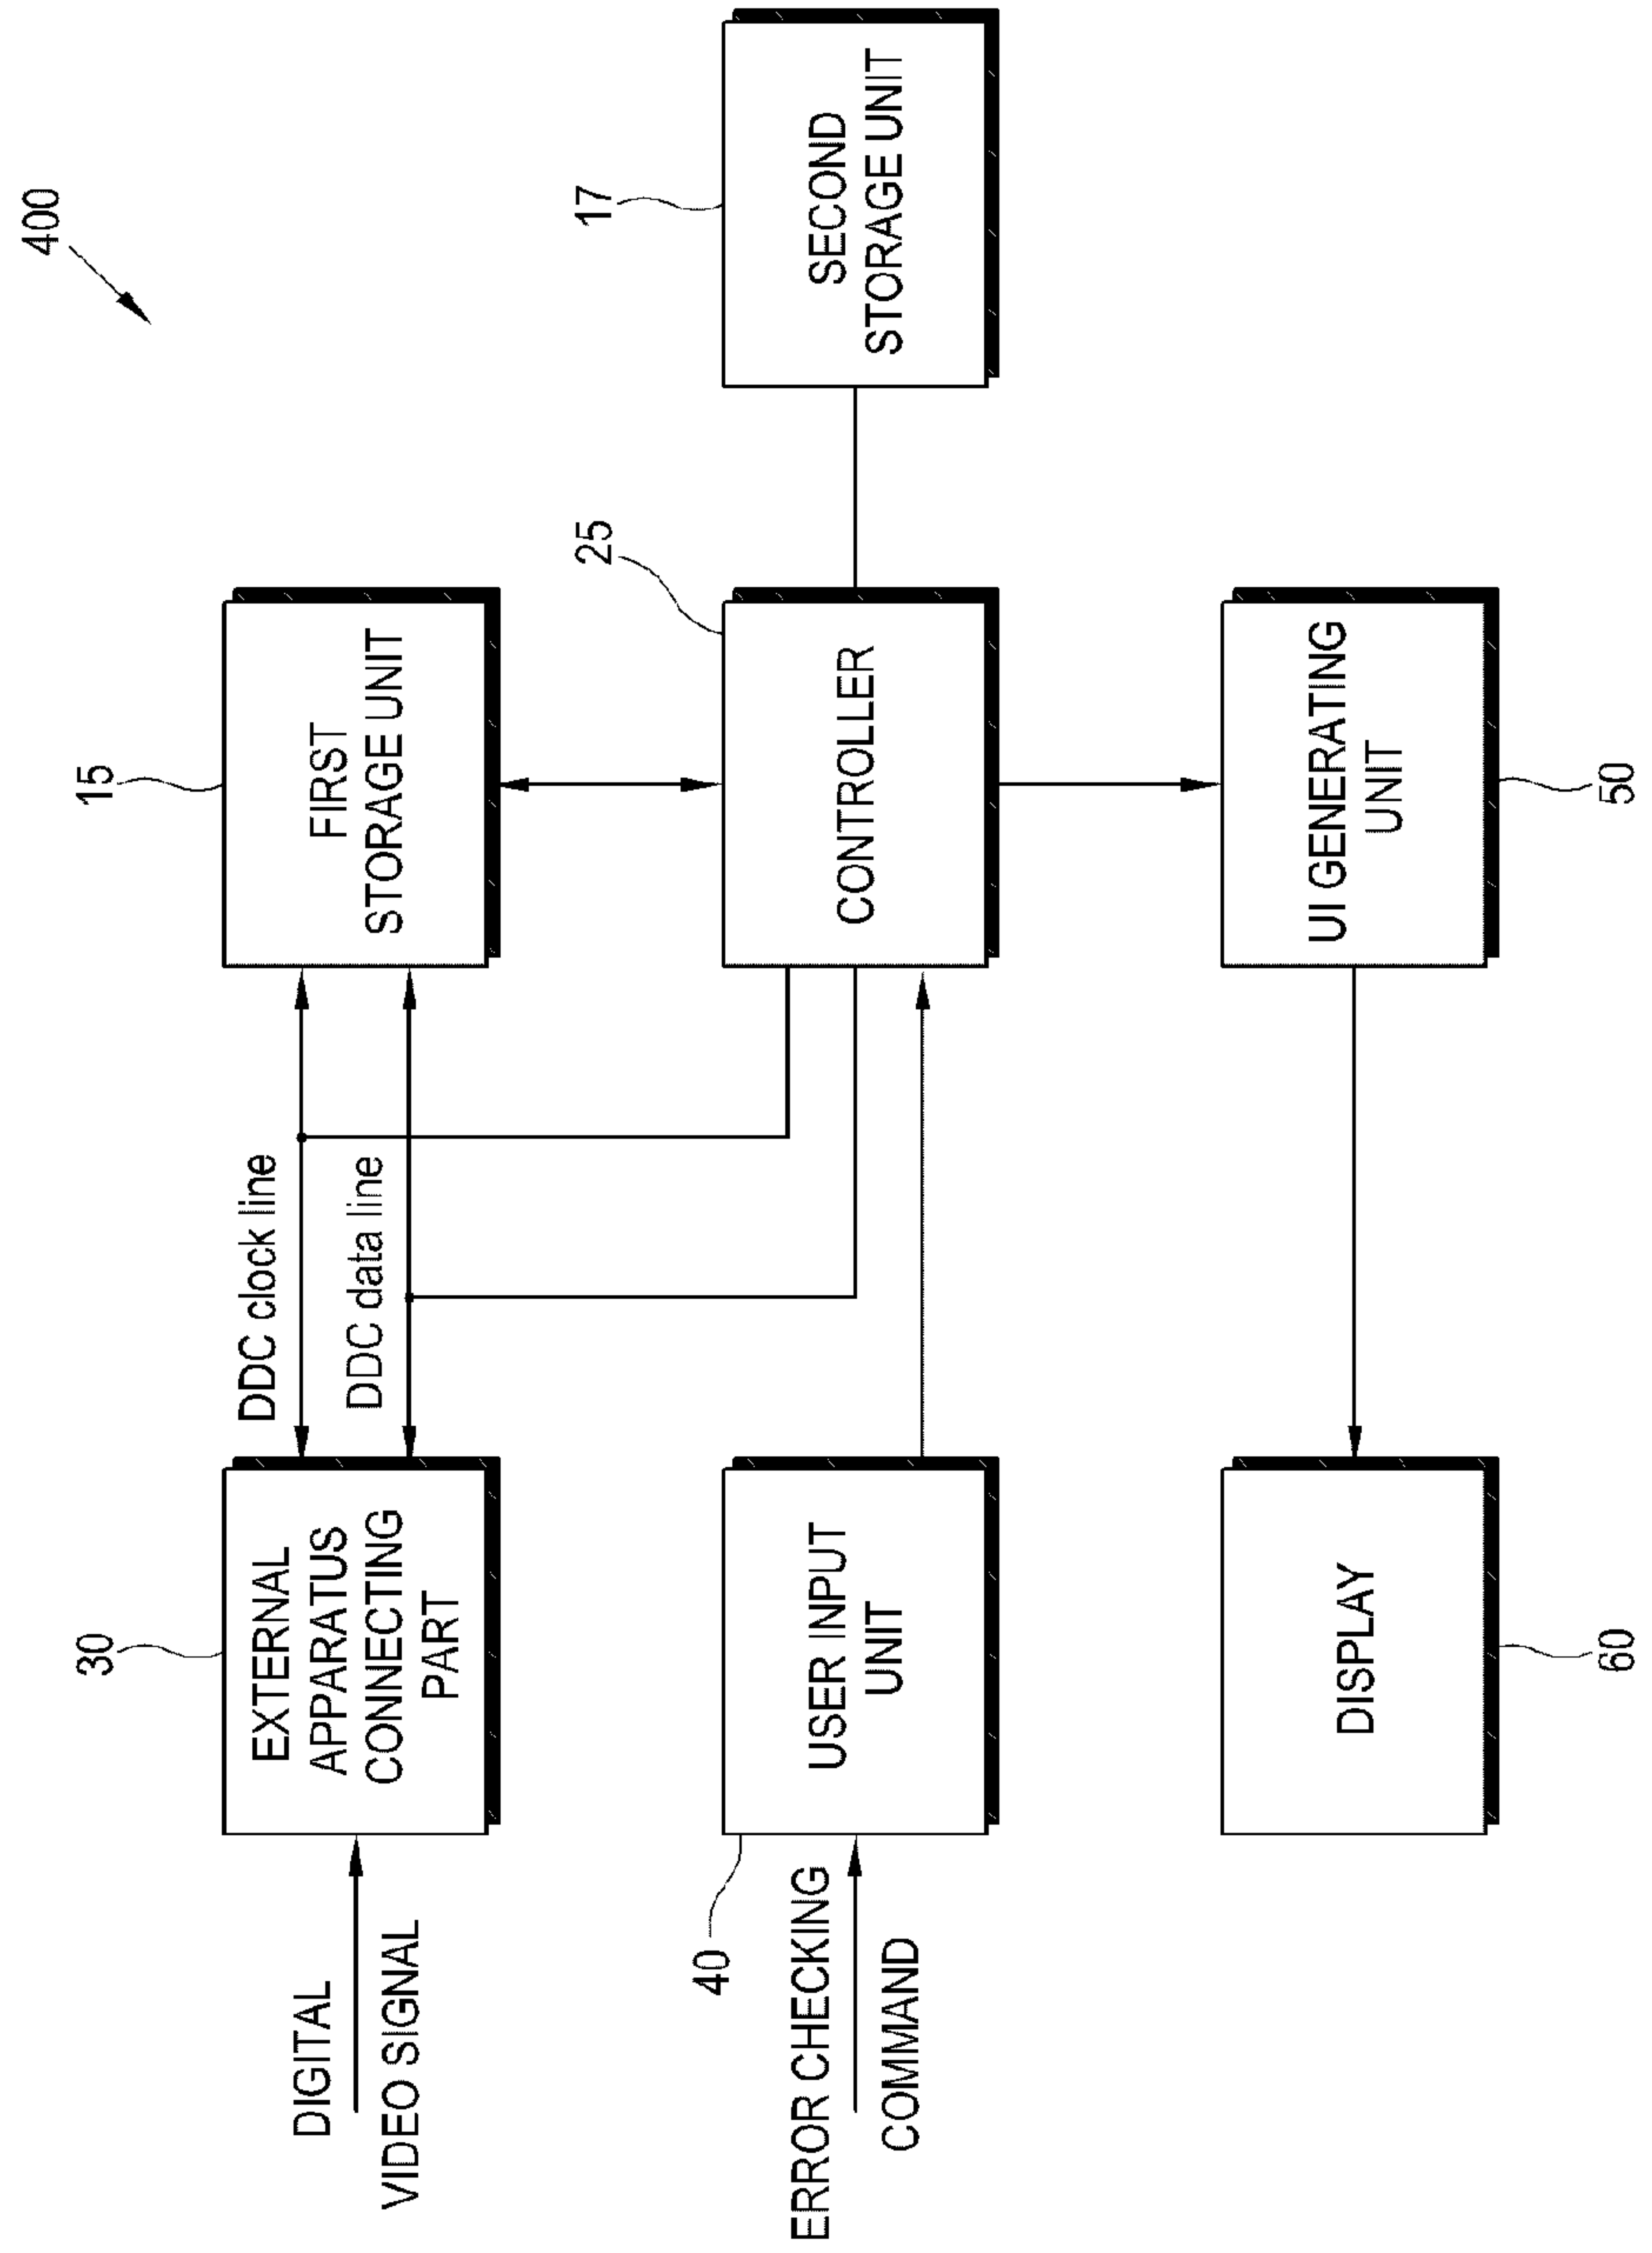 400
DIGITAL
VIDEO SIGNAL
30
EXTERNAL
APPARATUS
CONNECTING
PART
DDC clock line
DDC data line
15
FIRST
STORAGE UNIT
ERROR CHECKING
COMMAND
40
USER INPUT
UNIT
25
CONTROLLER
17
SECOND
STORAGE UNIT
DISPLAY
60
UI GENERATING
UNIT
50